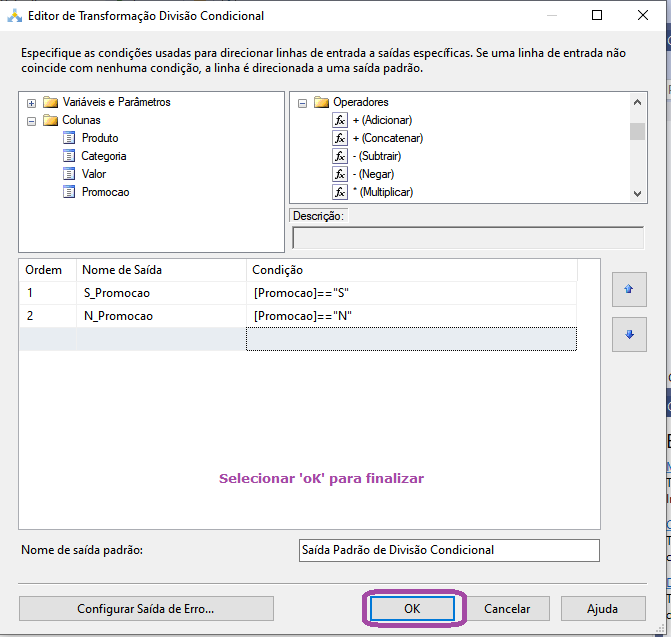 Editor de Transformação Divisão Condicional
Especifique as condições usadas para direcionar linhas de entrada a saídas específicas. Se uma linha de entrada não
coincide com nenhuma condição, a linha é direcionada a uma saída padrão.
Variáveis e Parâmetros
Colunas
Produto
Categoria
Valor
Promocao
Operadores
+ (Adicionar)
+ (Concatenar)
- (Subtrair)
- (Negar)
* (Multiplicar)
Descrição:
Ordem Nome de Saída Condição
1 S_Promocao [Promocao]=="S"
2 N_Promocao [Promocao]=="N"
Selecionar 'oK' para finalizar
Nome de saída padrão: Saída Padrão de Divisão Condicional
Configurar Saída de Erro... OK Cancelar Ajuda